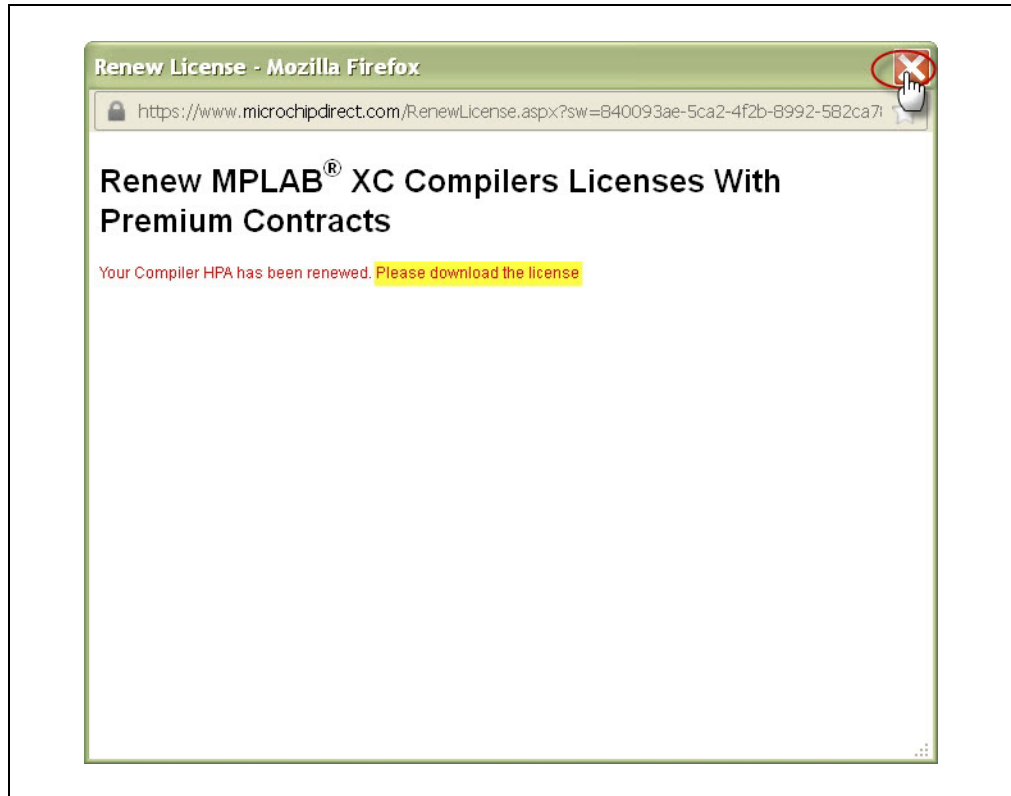 Renew License - Mozilla Firefox
https://www.microchipdirect.com/RenewLicense.aspx?sw=840093ae-5ca2-4f2b-8992-582ca7
Renew MPLAB® XC Compilers Licenses With
Premium Contracts
Your Compiler HPA has been renewed. Please download the license